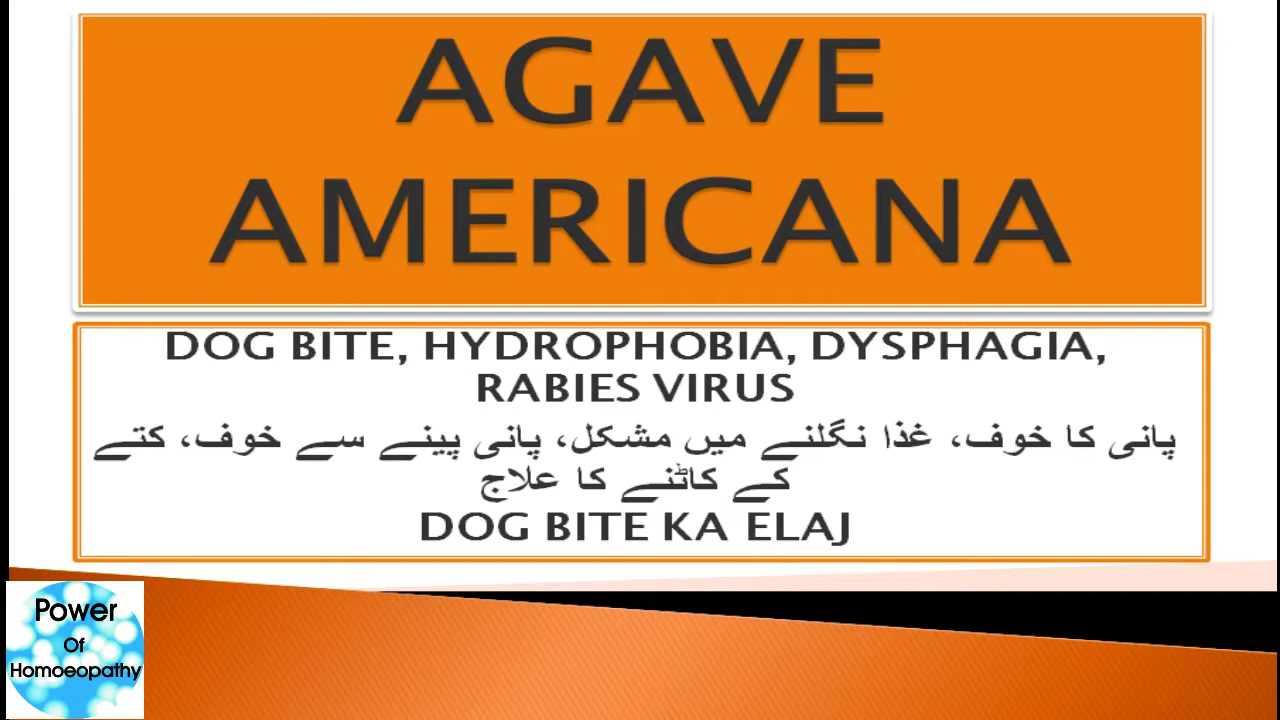 AGAVE
AMERICANA
DOG BITE, HYDROPHOBIA, DYSPHAGIA,
RABIES VIRUS
پانی کا خوف، غذا نگلنے میں مشکل، پانی پینے سے خوف، کتے
کے کاٹنے کا علاج
DOG BITE KA ELAJ
Power
Of
Homoeopathy